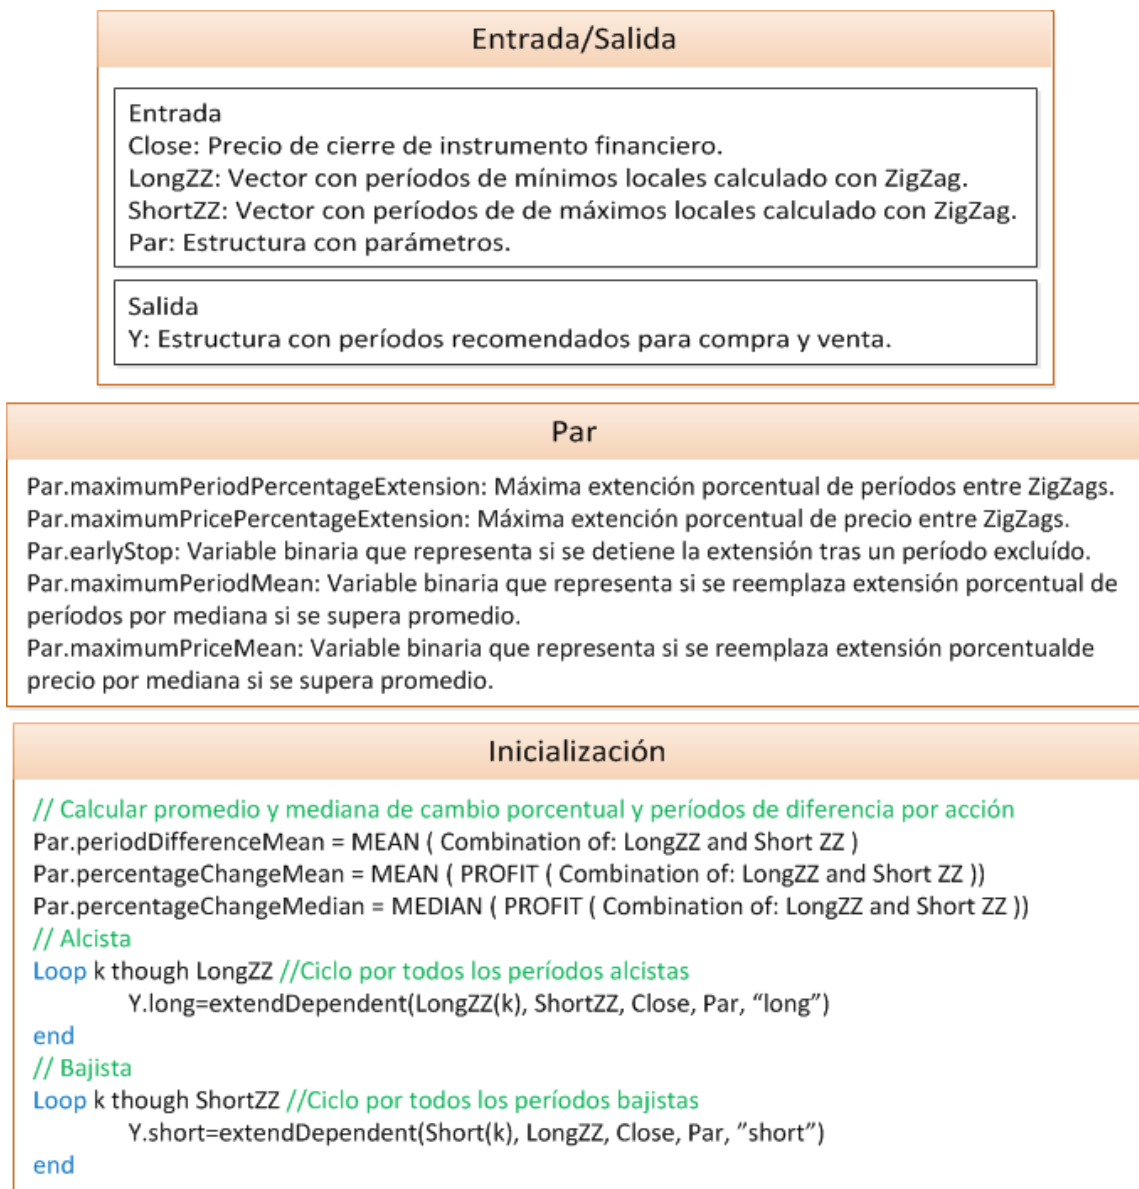 Entrada/Salida
Entrada
Close: Precio de cierre de instrumento financiero.
LongZZ: Vector con períodos de mínimos locales calculado con ZigZag.
ShortZZ: Vector con períodos de de máximos locales calculado con ZigZag.
Par: Estructura con parámetros.
Salida
Y: Estructura con períodos recomendados para compra y venta.
Par
Par.maximumPeriodPercentageExtension: Máxima extención porcentual de períodos entre ZigZags.
Par.maximumPricePercentageExtension: Máxima extención porcentual de precio entre ZigZags.
Par.earlyStop: Variable binaria que representa si se detiene la extensión tras un período excluído.
Par.maximumPeriodMean: Variable binaria que representa si se reemplaza extensión porcentual de
períodos por mediana si se supera promedio.
Par.maximumPriceMean: Variable binaria que representa si se reemplaza extensión porcentualde
precio por mediana si se supera promedio.
Inicialización
// Calcular promedio y mediana de cambio porcentual y períodos de diferencia por acción
Par.periodDifferenceMean = MEAN ( Combination of: LongZZ and Short ZZ )
Par.percentageChangeMean = MEAN ( PROFIT ( Combination of: LongZZ and Short ZZ ))
Par.percentageChangeMedian = MEDIAN ( PROFIT ( Combination of: LongZZ and Short ZZ ))
// Alcista
Loop k though LongZZ //Ciclo por todos los períodos alcistas
Y.long=extendDependent(LongZZ(k), ShortZZ, Close, Par, “long”)
end
// Bajista
Loop k though ShortZZ //Ciclo por todos los períodos bajistas
Y.short=extendDependent(Short(k), LongZZ, Close, Par, ”short”)
end